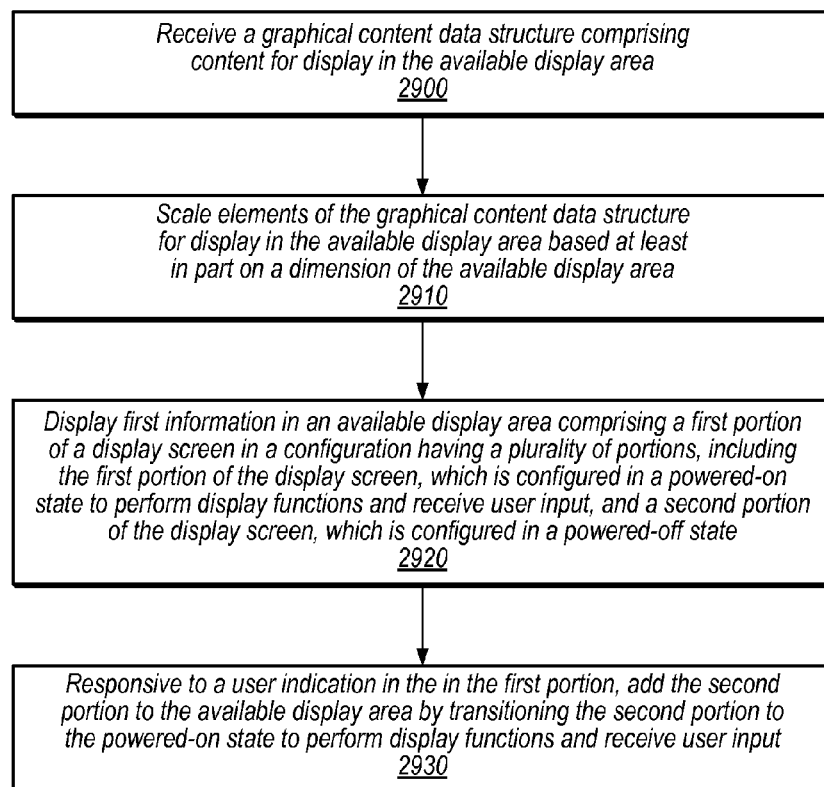 Receive a graphical content data structure comprising
content for display in the available display area
2900
Scale elements of the graphical content data structure
for display in the available display area based at least
in part on a dimension of the available display area
2910
Display first information in an available display area comprising a first portion
of a display screen in a configuration having a plurality of portions, including
the first portion of the display screen, which is configured in a powered-on
state to perform display functions and receive user input, and a second portion
of the display screen, which is configured in a powered-off state
2920
Responsive to a user indication in the in the first portion, add the second
portion to the available display area by transitioning the second portion to
the powered-on state to perform display functions and receive user input
2930